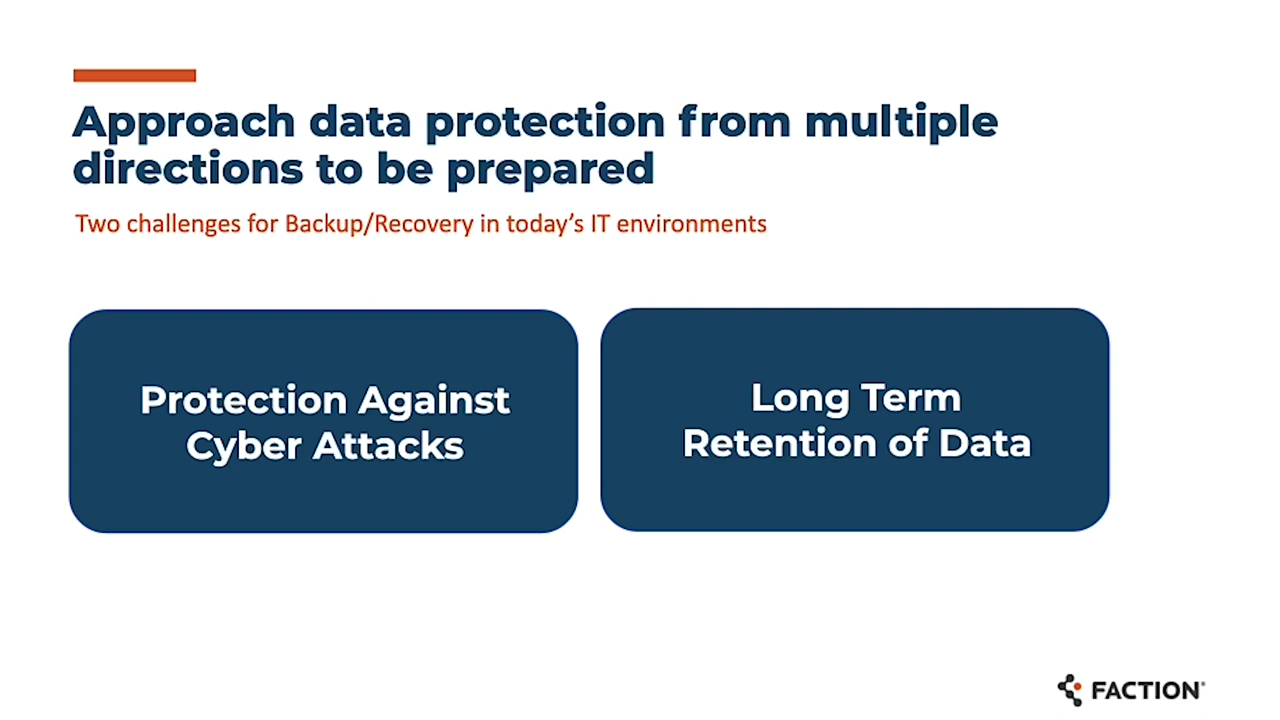 Approach data protection from multiple
directions to be prepared
Two challenges for Backup/Recovery in today’s IT environments
Protection Against
Cyber Attacks
Long Term
Retention of Data
FACTION®